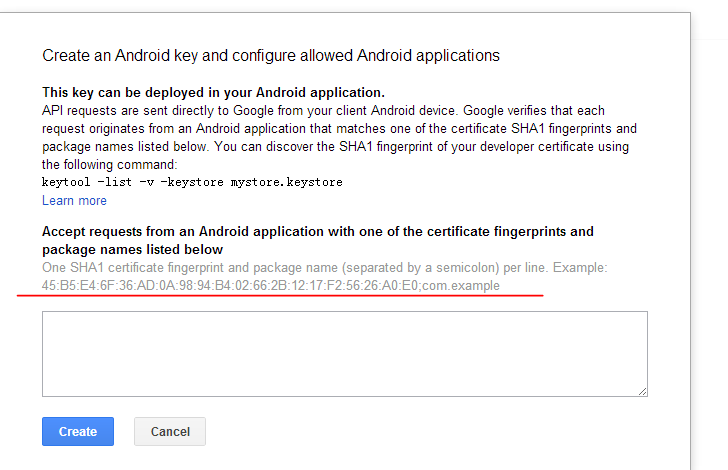 Create an Android key and configure allowed Android applications
This key can be deployed in your Android application.
API requests are sent directly to Google from your client Android device. Google verifies that each
request originates from an Android application that matches one of the certificate SHA1 fingerprints and
package names listed below. You can discover the SHA1 fingerprint of your developer certificate using
the following command:
keytool -list -v -keystore mystore.keystore
Learn more
Accept requests from an Android application with one of the certificate fingerprints and
package names listed below
One SHA1 certificate fingerprint and package name (separated by a semicolon) per line. Example:
45:B5:E4:6F:36:AD:0A:98:94:B4:02:66:2B:12:17:F2:56:26:A0:E0;com.example
Create
Cancel